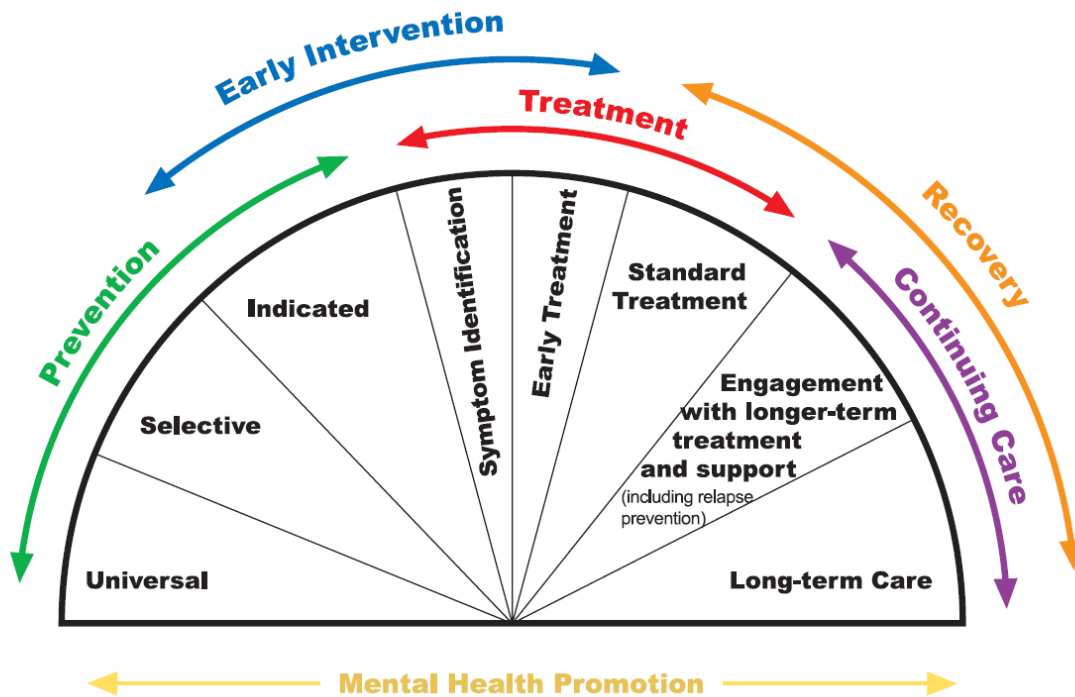 Early Intervention
Treatment
Prevention
Recovery
Continuing Care
Universal
Selective
Indicated
Symptom Identification
Early Treatment
Standard
Treatment
Engagement
with longer-term
treatment
and support
(including relapse
prevention)
Long-term Care
Mental Health Promotion